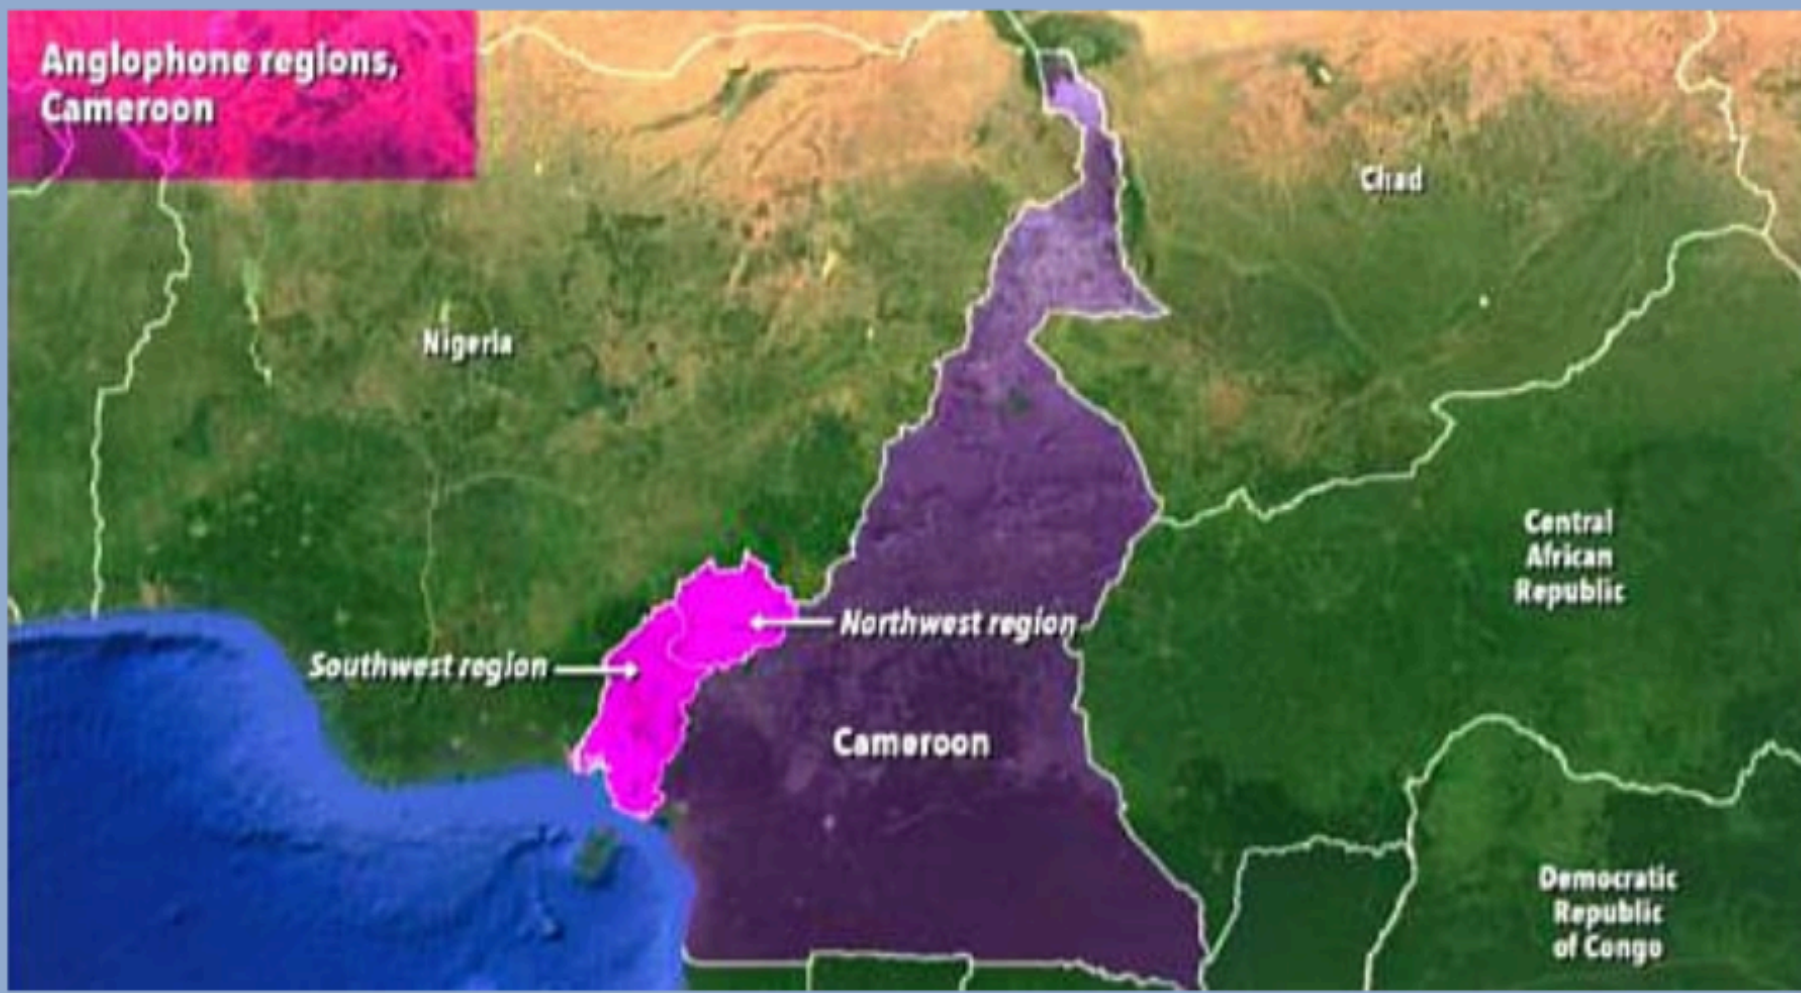 Anglophone regions,
Cameroon
Chad
Nigeria
Central
African
Republic
Northwest region
Southwest region
Cameroon
Democratic
Republic
of Congo